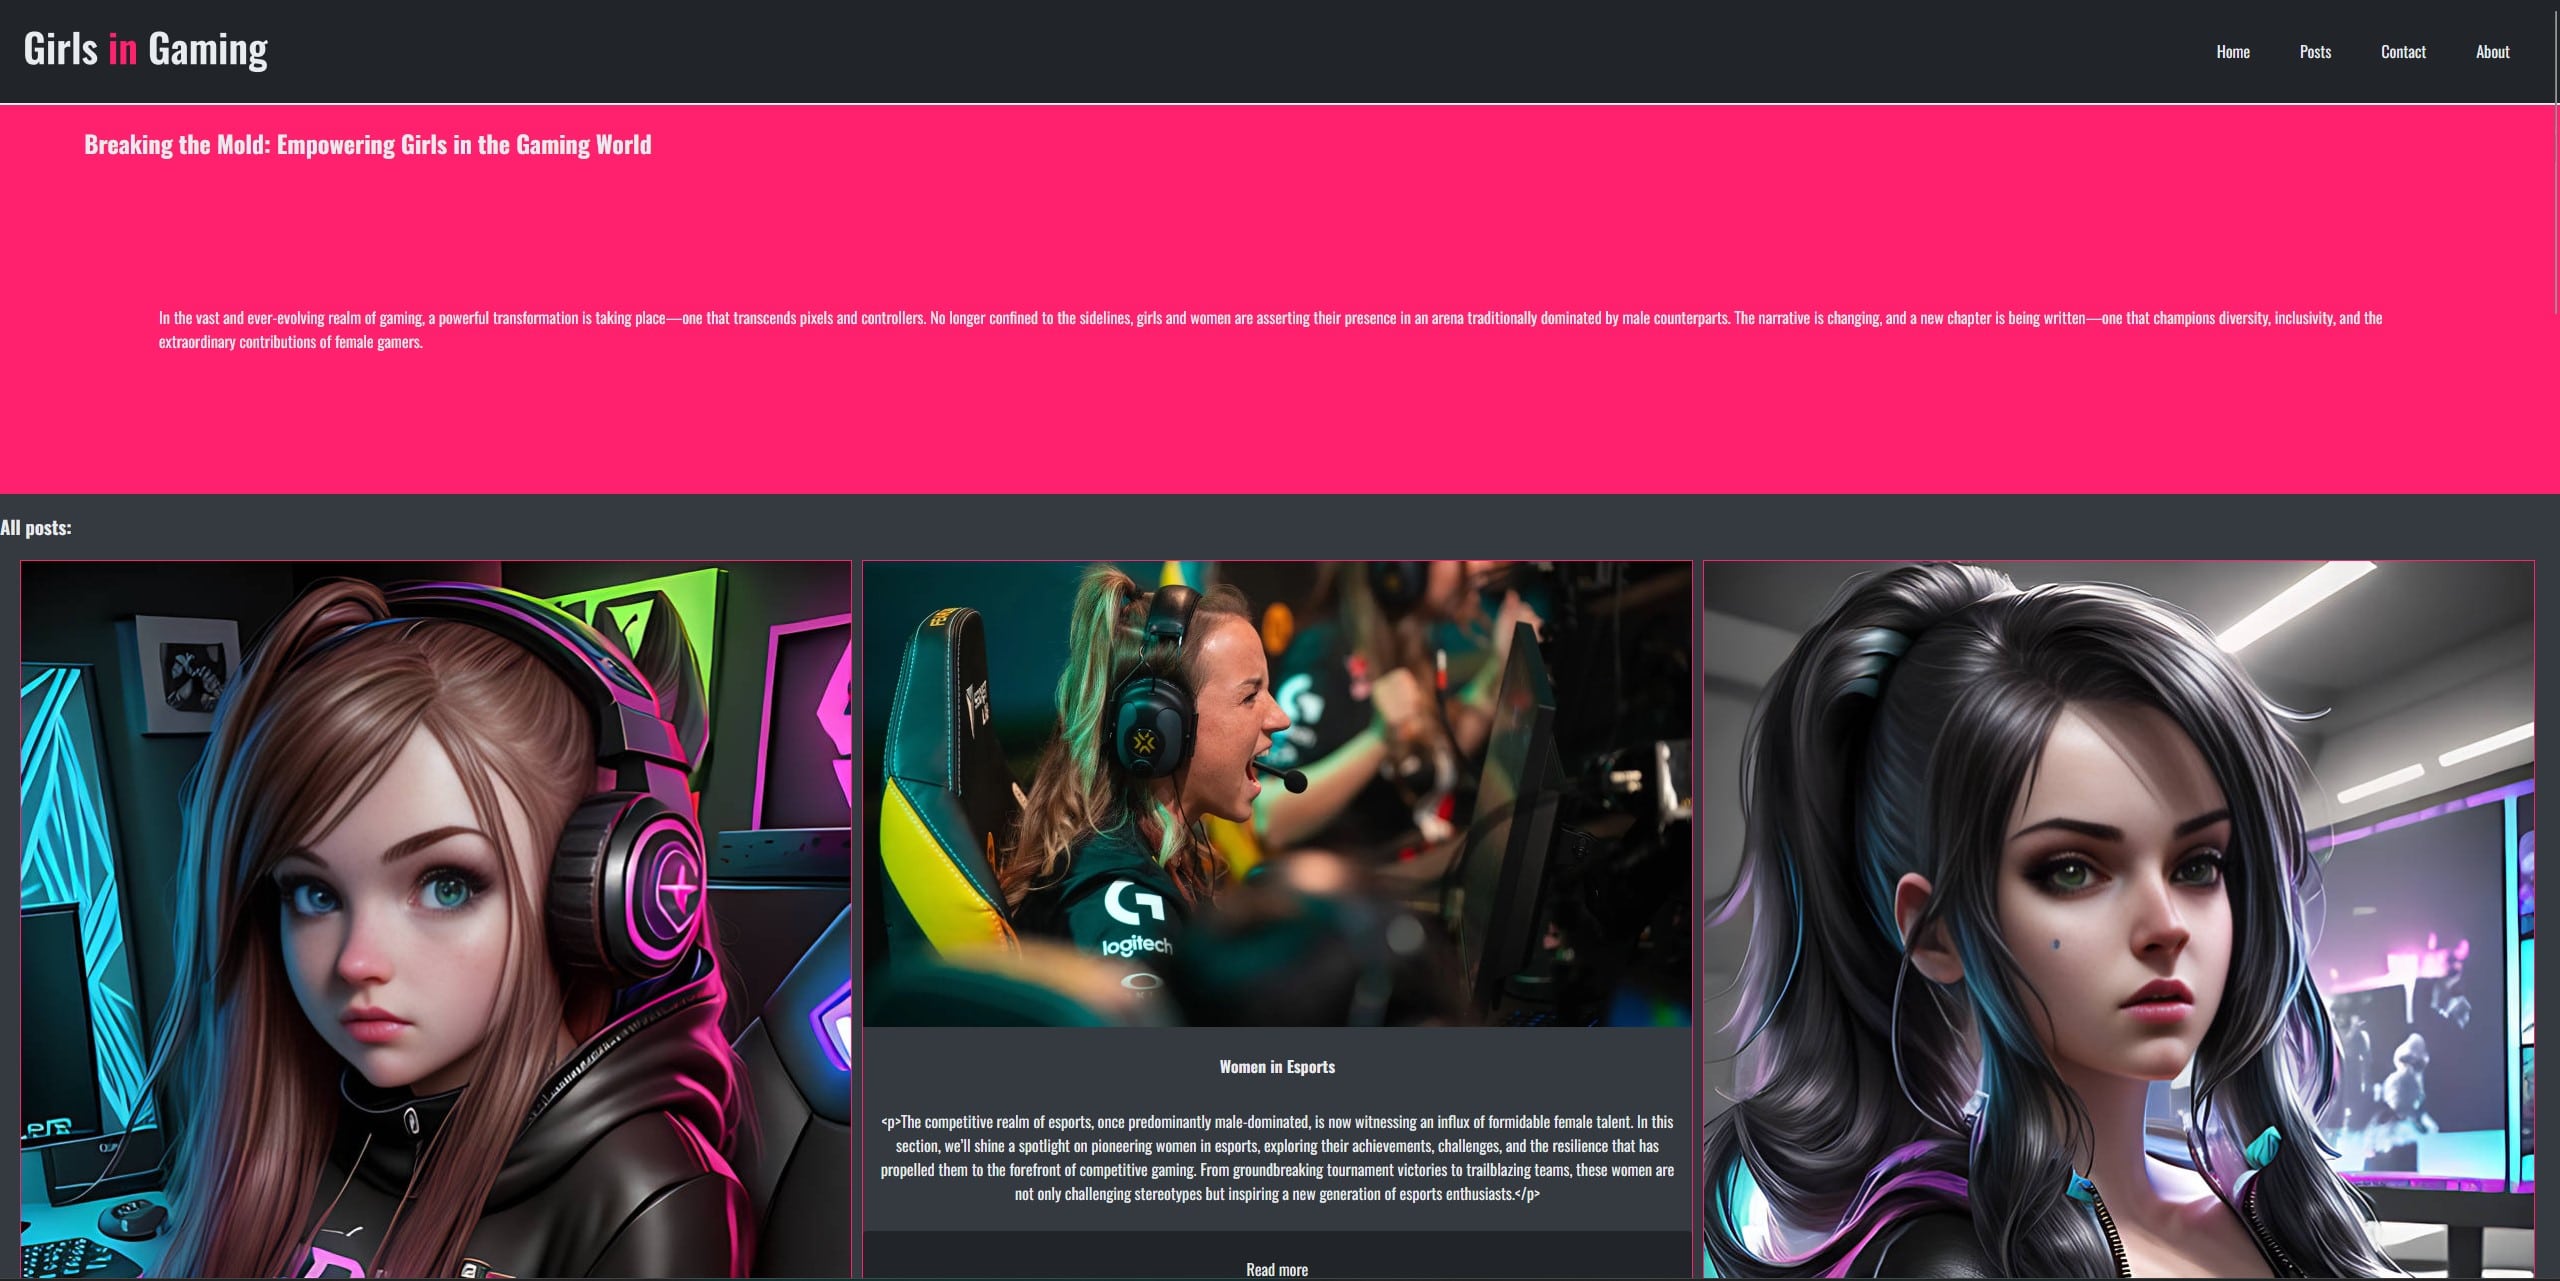 Girls in Gaming
Home Posts Contact About
Breaking the Mold: Empowering Girls in the Gaming World
In the vast and ever-evolving realm of gaming, a powerful transformation is taking place—one that transcends pixels and controllers. No longer confined to the sidelines, girls and women are asserting their presence in an arena traditionally dominated by male counterparts. The narrative is changing, and a new chapter is being written—one that champions diversity, inclusivity, and the
extraordinary contributions of female gamers.
All posts:
logitech
Women in Esports
<p>The competitive realm of esports, once predominantly male-dominated, is now witnessing an influx of formidable female talent. In this
section, we’ll shine a spotlight on pioneering women in esports, exploring their achievements, challenges, and the resilience that has
propelled them to the forefront of competitive gaming. From groundbreaking tournament victories to trailblazing teams, these women are
not only challenging stereotypes but inspiring a new generation of esports enthusiasts.</p>
Read more